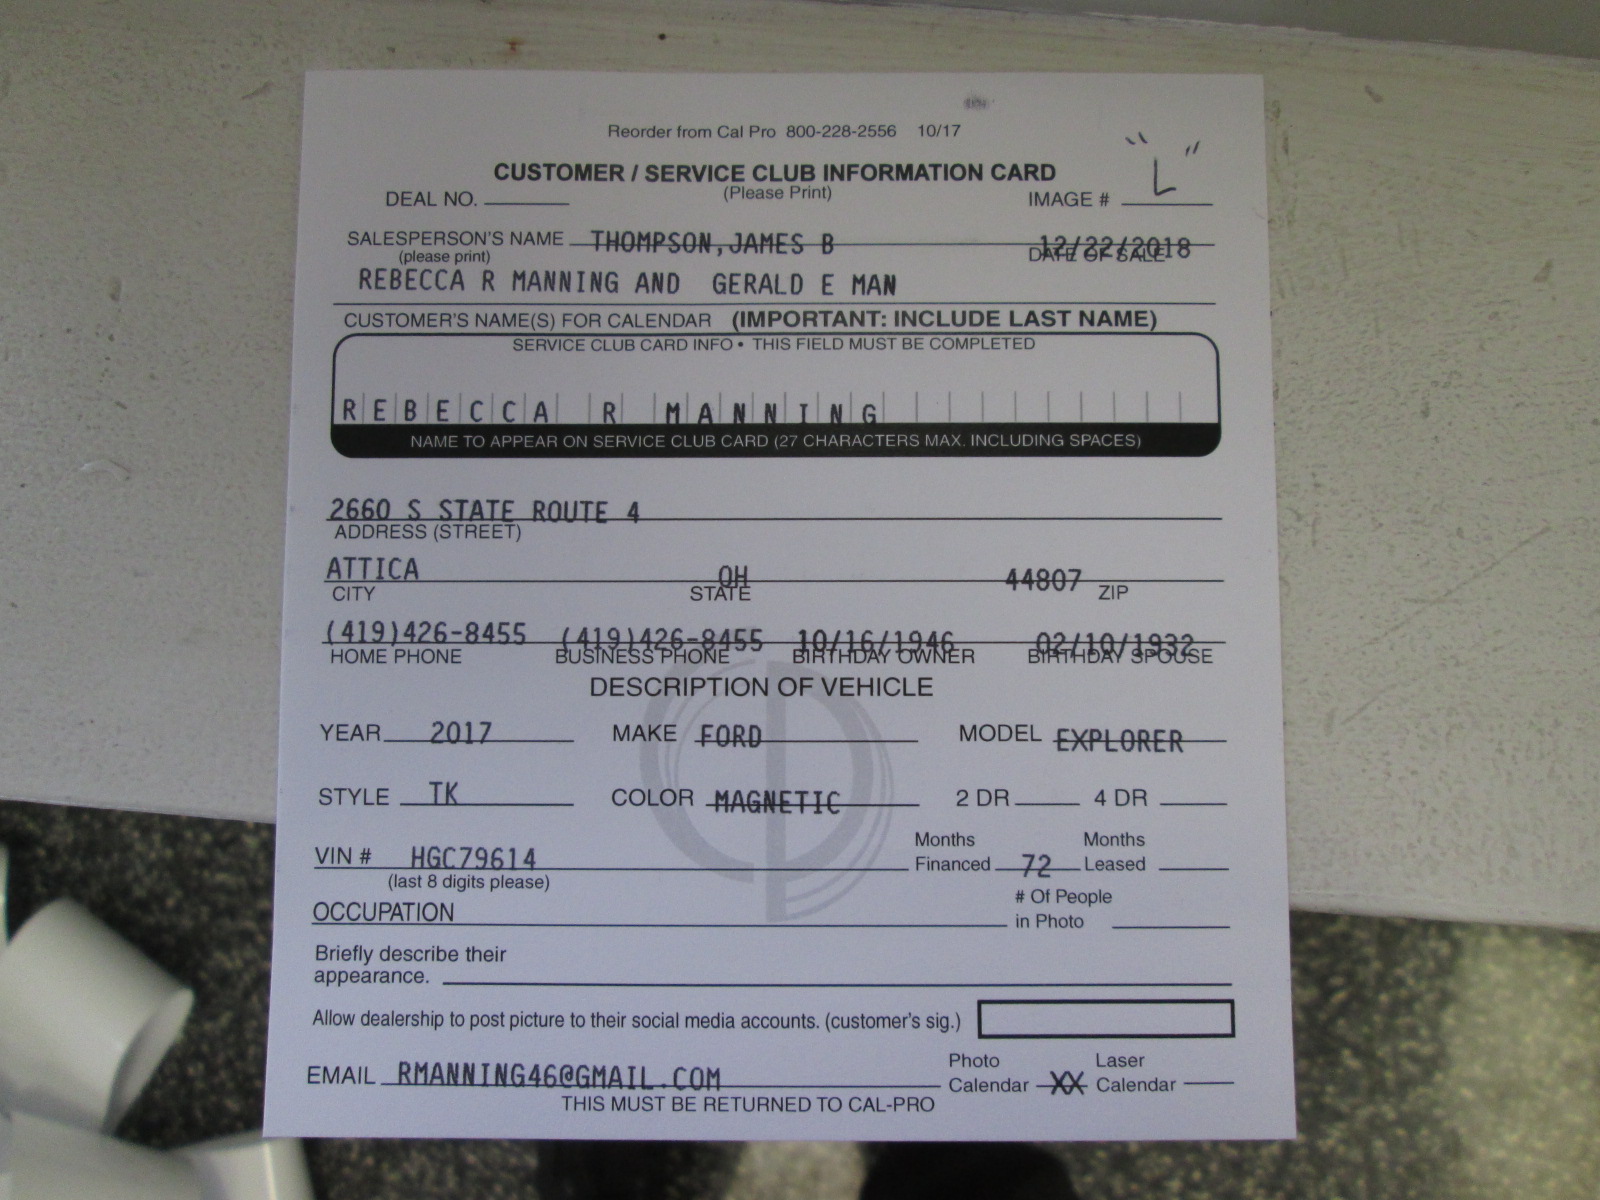 Reorder from Cal Pro 800-228-2556 10/17
"L"
CUSTOMER / SERVICE CLUB INFORMATION CARD
(Please Print)
DEAL NO. IMAGE #
SALESPERSON'S NAME THOMPSON,JAMES B 12/22/2018
(please print) DATE OF SALE
REBECCA R MANNING AND GERALD E MAN
CUSTOMER'S NAME(S) FOR CALENDAR (IMPORTANT: INCLUDE LAST NAME)
SERVICE CLUB CARD INFO • THIS FIELD MUST BE COMPLETED
REBECCA R MANNING
NAME TO APPEAR ON SERVICE CLUB CARD (27 CHARACTERS MAX. INCLUDING SPACES)
2660 S STATE ROUTE 4
ADDRESS (STREET)
ATTICA OH 44807
CITY STATE ZIP
(419)426-8455 (419)426-8455 10/16/1946 02/10/1932
HOME PHONE BUSINESS PHONE BIRTHDAY OWNER BIRTHDAY SPOUSE
DESCRIPTION OF VEHICLE
YEAR 2017 MAKE FORD MODEL EXPLORER
STYLE TK COLOR MAGNETIC 2 DR 4 DR
VIN # HGC79614 Months Financed 72 Months Leased
(last 8 digits please)
OCCUPATION # Of People in Photo
Briefly describe their
appearance.
Allow dealership to post picture to their social media accounts. (customer's sig.)
EMAIL RMANNING46@GMAIL.COM Photo Calendar XX Laser Calendar
THIS MUST BE RETURNED TO CAL-PRO